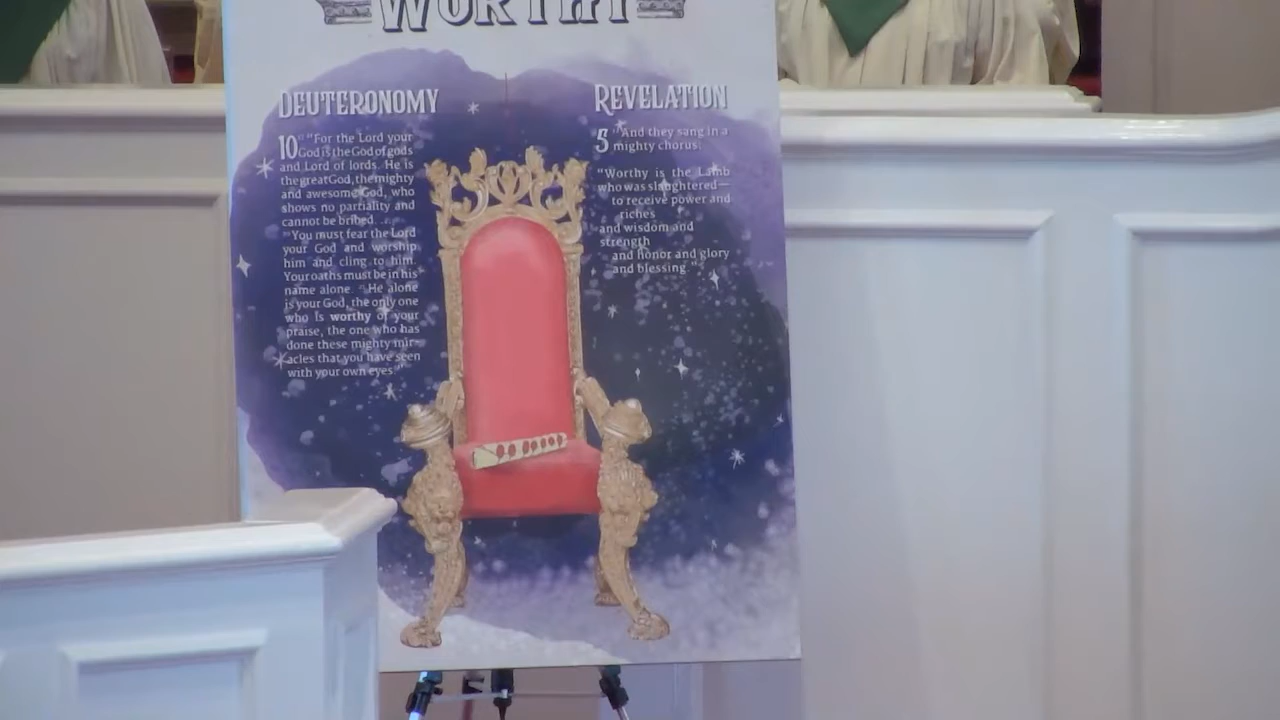 WORTHY
DEUTERONOMY
10 "For the Lord your
God is the God of gods
and Lord of lords. He is
the great God, the mighty
and awesome God, who
shows no partiality and
cannot be bribed. . . .
"You must fear the Lord
your God and worship
him and cling to him.
Your oaths must be in his
name alone. He alone
is your God, the only one
who is worthy of your
praise, the one who has
done these mighty mir-
acles that you have seen
with your own eyes."
REVELATION
5 And they sang in a
mighty chorus:
"Worthy is the Lamb
who was slaughtered—
to receive power and
riches
and wisdom and
strength
and honor and glory
and blessing."